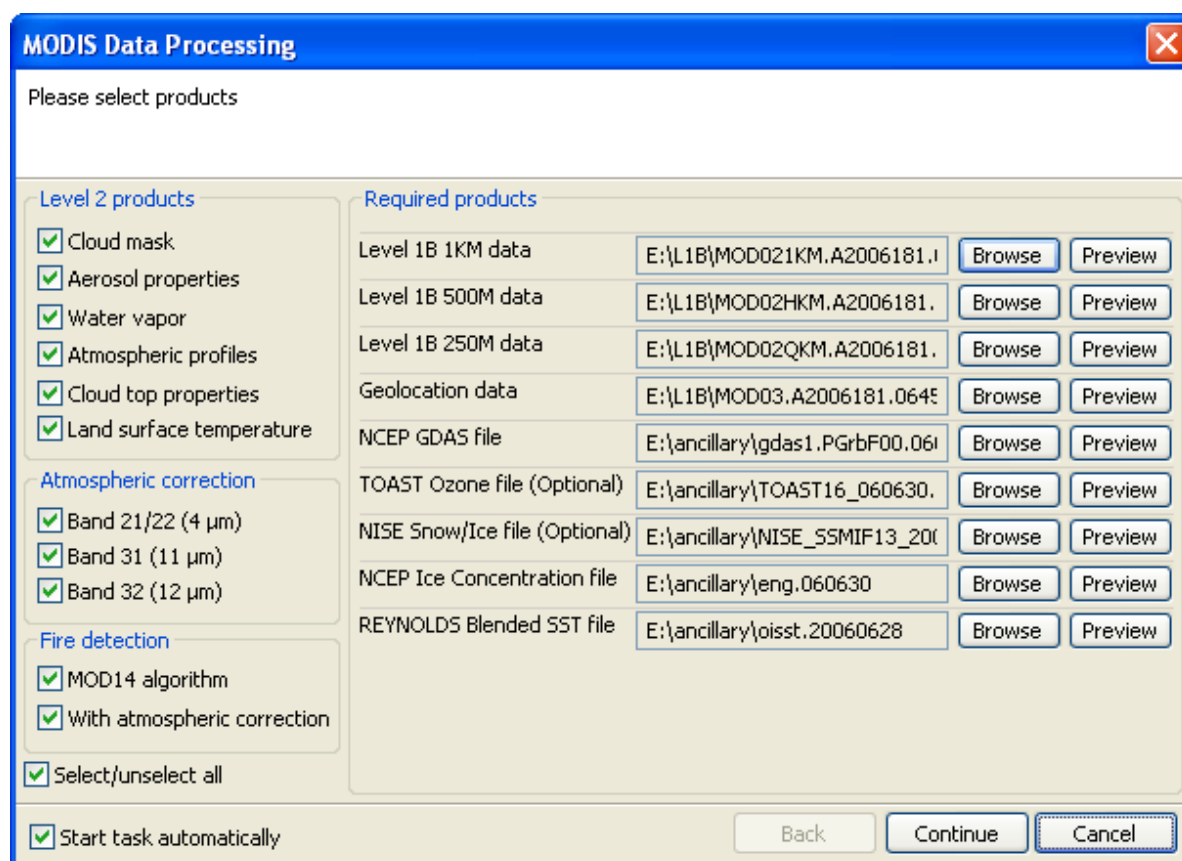 MODIS Data Processing
Please select products
Level 2 products
Cloud mask
Aerosol properties
Water vapor
Atmospheric profiles
Cloud top properties
Land surface temperature
Atmospheric correction
Band 21/22 (4 µm)
Band 31 (11 µm)
Band 32 (12 µm)
Fire detection
MOD14 algorithm
With atmospheric correction
Select/unselect all
Required products
Level 1B 1KM data E:\L1B\MOD021KM.A2006181. Browse Preview
Level 1B 500M data E:\L1B\MOD02HKM.A2006181. Browse Preview
Level 1B 250M data E:\L1B\MOD02QKM.A2006181. Browse Preview
Geolocation data E:\L1B\MOD03.A2006181.0645 Browse Preview
NCEP GDAS file E:\ancillary\gdas1.PGrbF00.06 Browse Preview
TOAST Ozone file (Optional) E:\ancillary\TOAST16_060630. Browse Preview
NISE Snow/Ice file (Optional) E:\ancillary\NISE_SSMIF13_200 Browse Preview
NCEP Ice Concentration file E:\ancillary\eng.060630 Browse Preview
REYNOLDS Blended SST file E:\ancillary\oisst.20060628 Browse Preview
Start task automatically
Back Continue Cancel